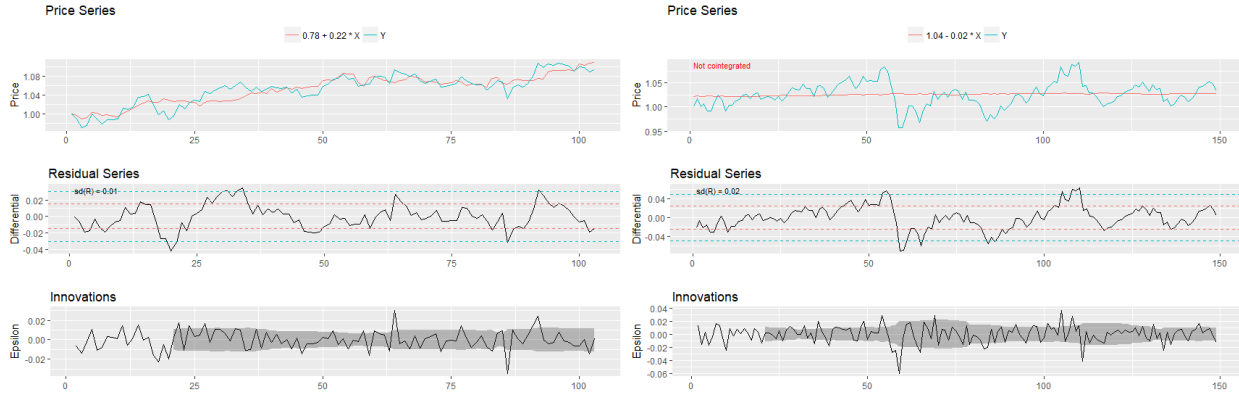 Price Series
0.78 + 0.22 * X Y
Price
1.08
1.04
1.00
0 25 50 75 100
Residual Series
sd(R) = 0.01
Differential
0.02
0.00
-0.02
-0.04
0 25 50 75 100
Innovations
Epsilon
0.02
0.00
-0.02
0 25 50 75 100
Price Series
1.04 - 0.02 * X Y
Not cointegrated
Price
1.05
1.00
0.95
0 50 100 150
Residual Series
sd(R) = 0.02
Differential
0.04
0.00
-0.04
0 50 100 150
Innovations
Epsilon
0.04
0.02
0.00
-0.02
-0.04
-0.06
0 50 100 150